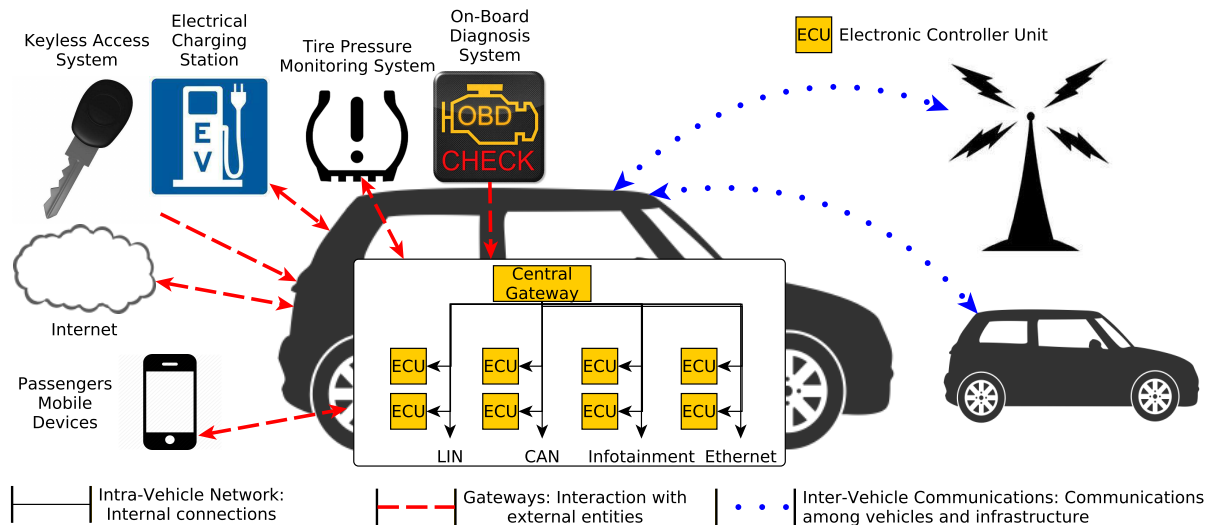 Keyless Access
System
Electrical
Charging
Station
Tire Pressure
Monitoring System
On-Board
Diagnosis
System
ECU
Electronic Controller Unit
E
V
OBD
CHECK
Internet
Passengers
Mobile
Devices
Central
Gateway
ECU
ECU
ECU
ECU
ECU
ECU
ECU
ECU
LIN
CAN
Infotainment
Ethernet
Intra-Vehicle Network:
Internal connections
Gateways: Interaction with
external entities
Inter-Vehicle Communications: Communications
among vehicles and infrastructure